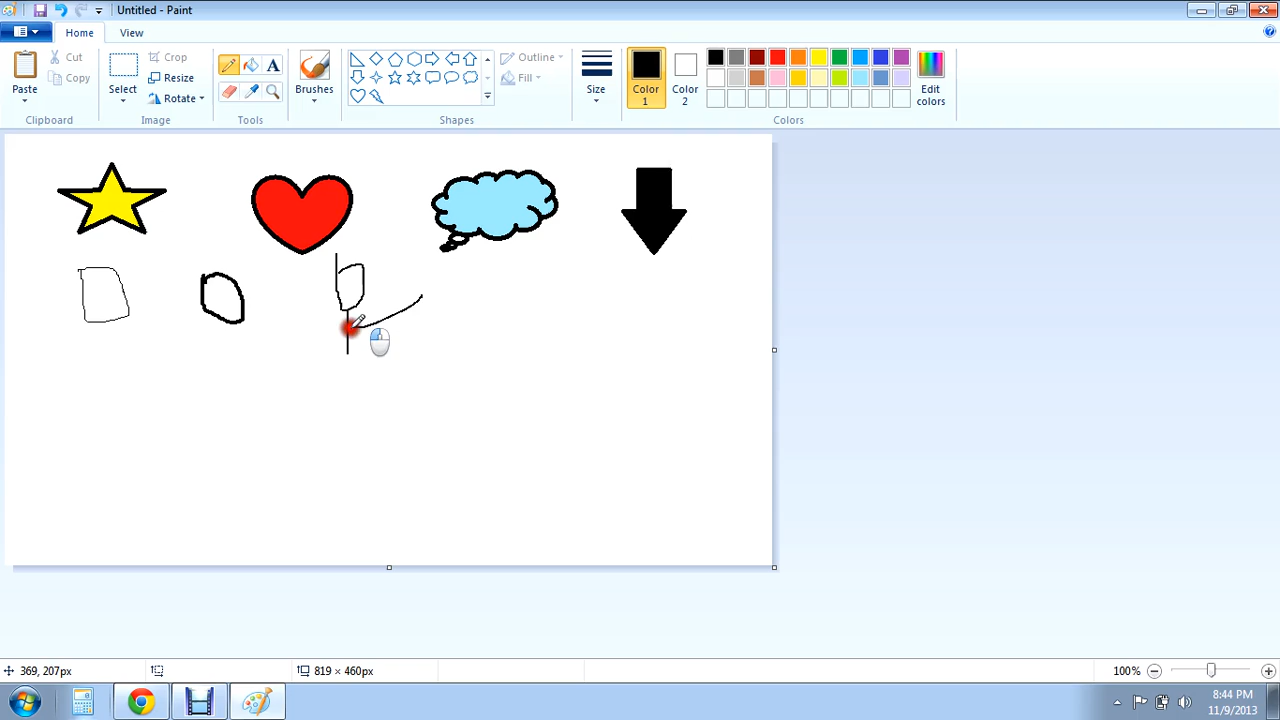 Untitled - Paint
Home View
Paste
Cut
Copy
Clipboard
Select
Crop
Resize
Rotate
Image
A
Tools
Brushes
Outline
Fill
Shapes
Size
Color 1
Color 2
Edit colors
Colors
369, 207px
819 × 460px
100%
8:44 PM
11/9/2013